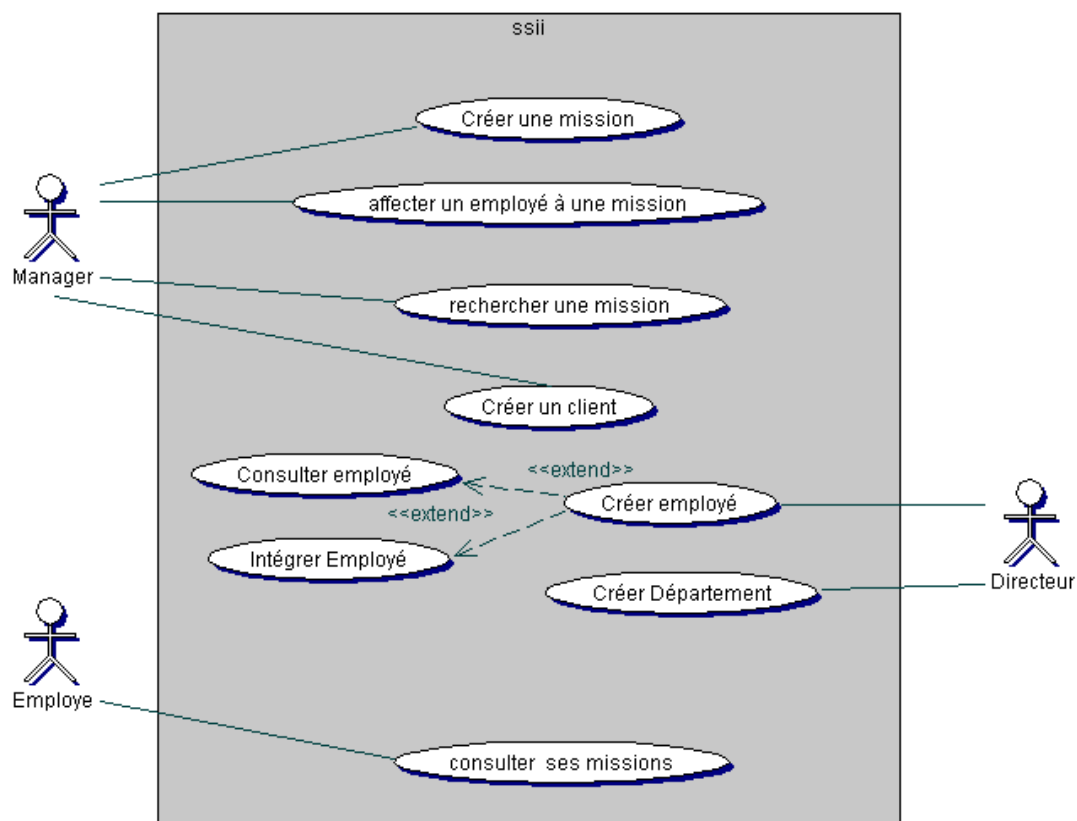 ssii
Créer une mission
affecter un employé à une mission
Manager
rechercher une mission
Créer un client
Consulter employé
<<extend>>
Créer employé
<<extend>>
Intégrer Employé
Créer Département
Directeur
Employe
consulter ses missions